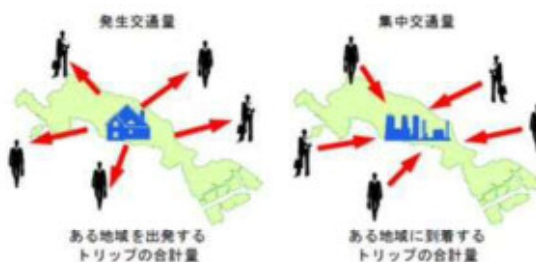 発生交通量
集中交通量
ある地域を出発する
トリップの合計量
ある地域に到着する
トリップの合計量